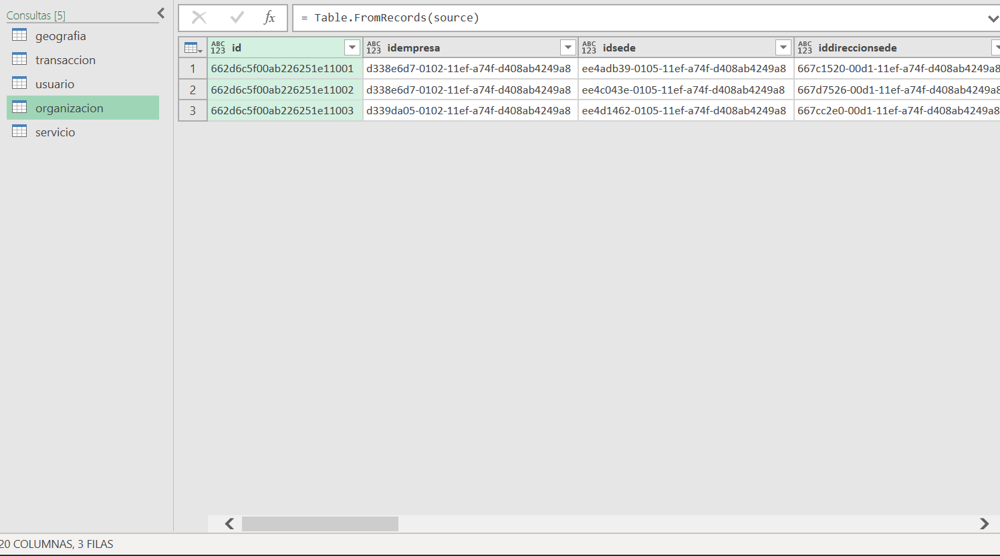 Consultas [5]
geografia
transaccion
usuario
organizacion
servicio
fx
= Table.FromRecords(source)
ABC 123 id ABC 123 idempresa ABC 123 idsede ABC 123 iddireccionsede
1 662d6c5f00ab226251e11001 d338e6d7-0102-11ef-a74f-d408ab4249a8 ee4adb39-0105-11ef-a74f-d408ab4249a8 667c1520-00d1-11ef-a74f-d408ab4249a8
2 662d6c5f00ab226251e11002 d338e6d7-0102-11ef-a74f-d408ab4249a8 ee4c043e-0105-11ef-a74f-d408ab4249a8 667d7526-00d1-11ef-a74f-d408ab4249a8
3 662d6c5f00ab226251e11003 d339da05-0102-11ef-a74f-d408ab4249a8 ee4d1462-0105-11ef-a74f-d408ab4249a8 667cc2e0-00d1-11ef-a74f-d408ab4249a8
20 COLUMNAS, 3 FILAS